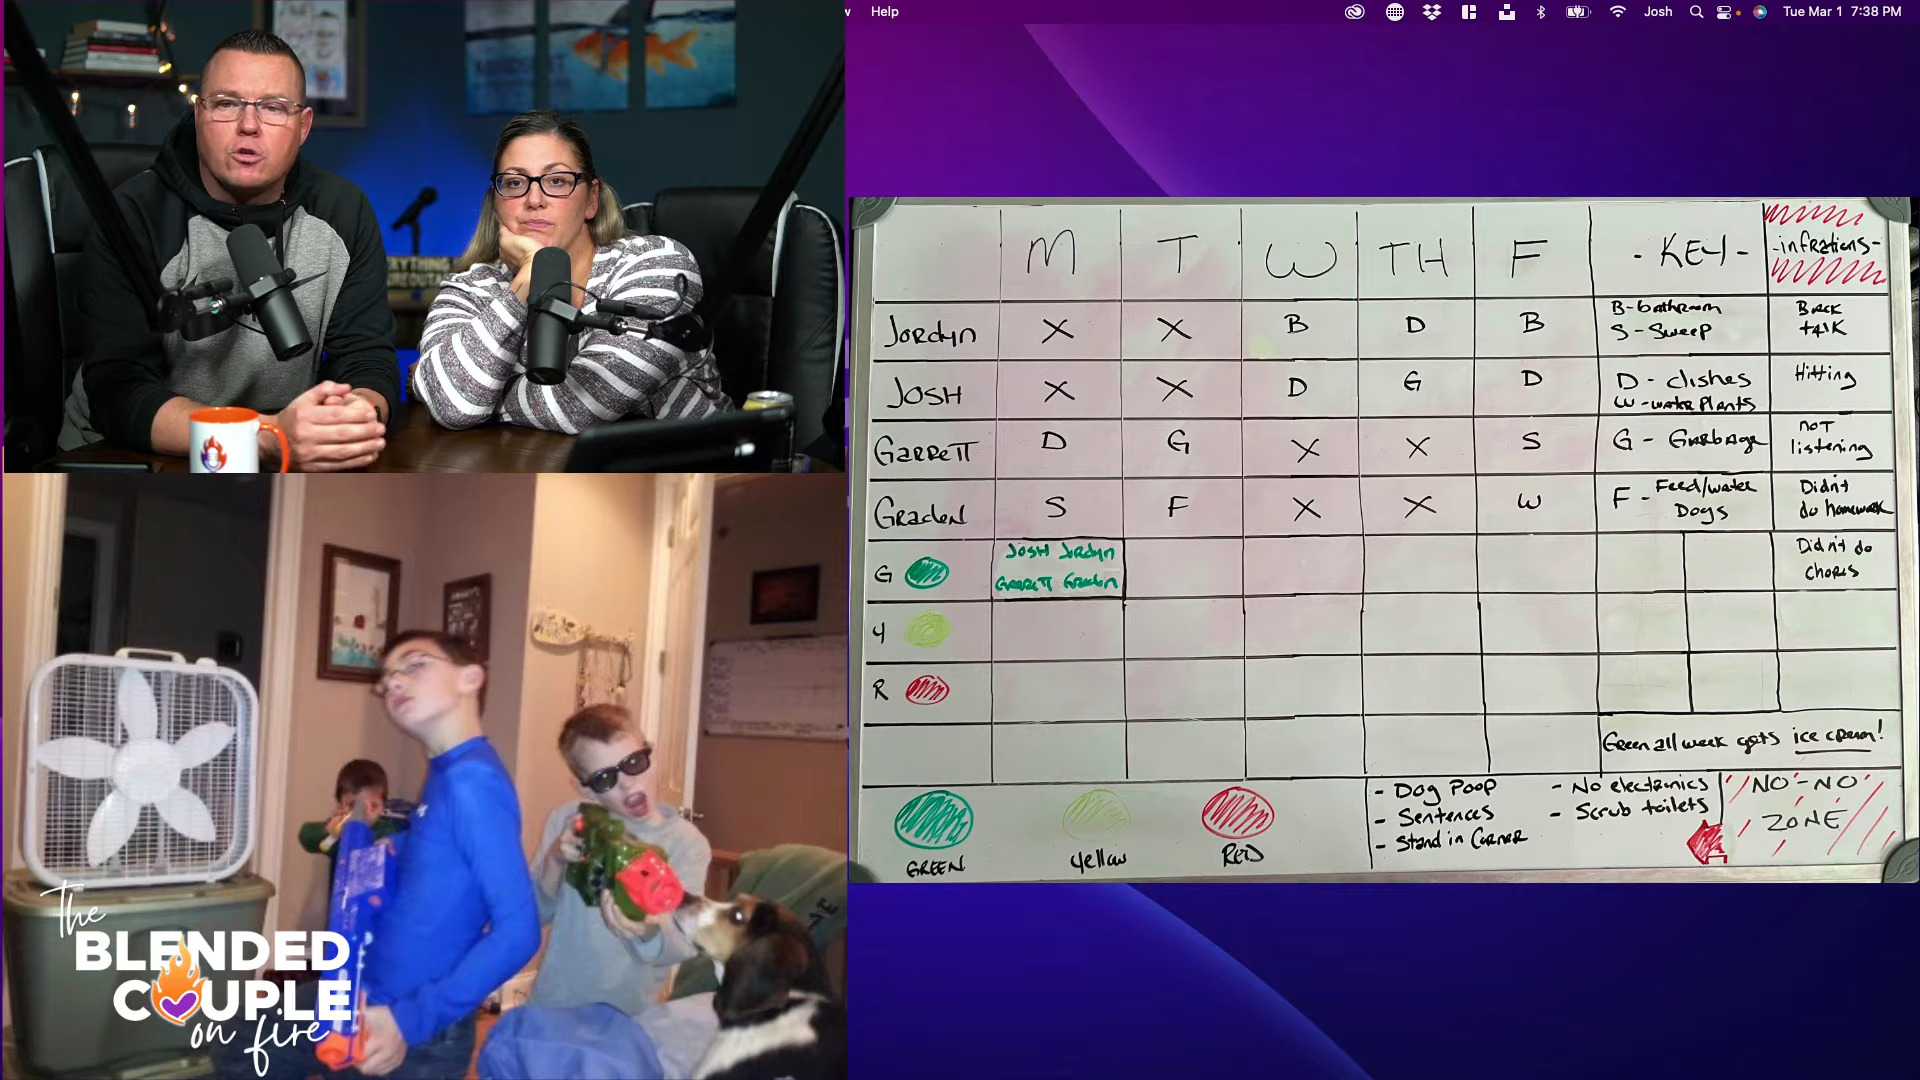 Help
Josh
Tue Mar 1 7:38 PM
M T W TH F - KEY - -infrations-
Jordyn X X B D B B-bathroom S-Sweep Back talk
JOSH X X D G D D - dishes W-water Plants Hitting
GARRETT D G X X S G - Garbage noT listening
Graden S F X X W F - Feed/water Dogs Didn't do homework
G JOSH Jordyn Didn't do chores
GARRETT Graden
Y
R
Green all week gets ice cream!
GREEN yellow RED
- Dog Poop - No electronics
- Sentences - Scrub toilets
- Stand in Corner
NO-NO
ZONE
The
BLENDED
COUPLE
on fire